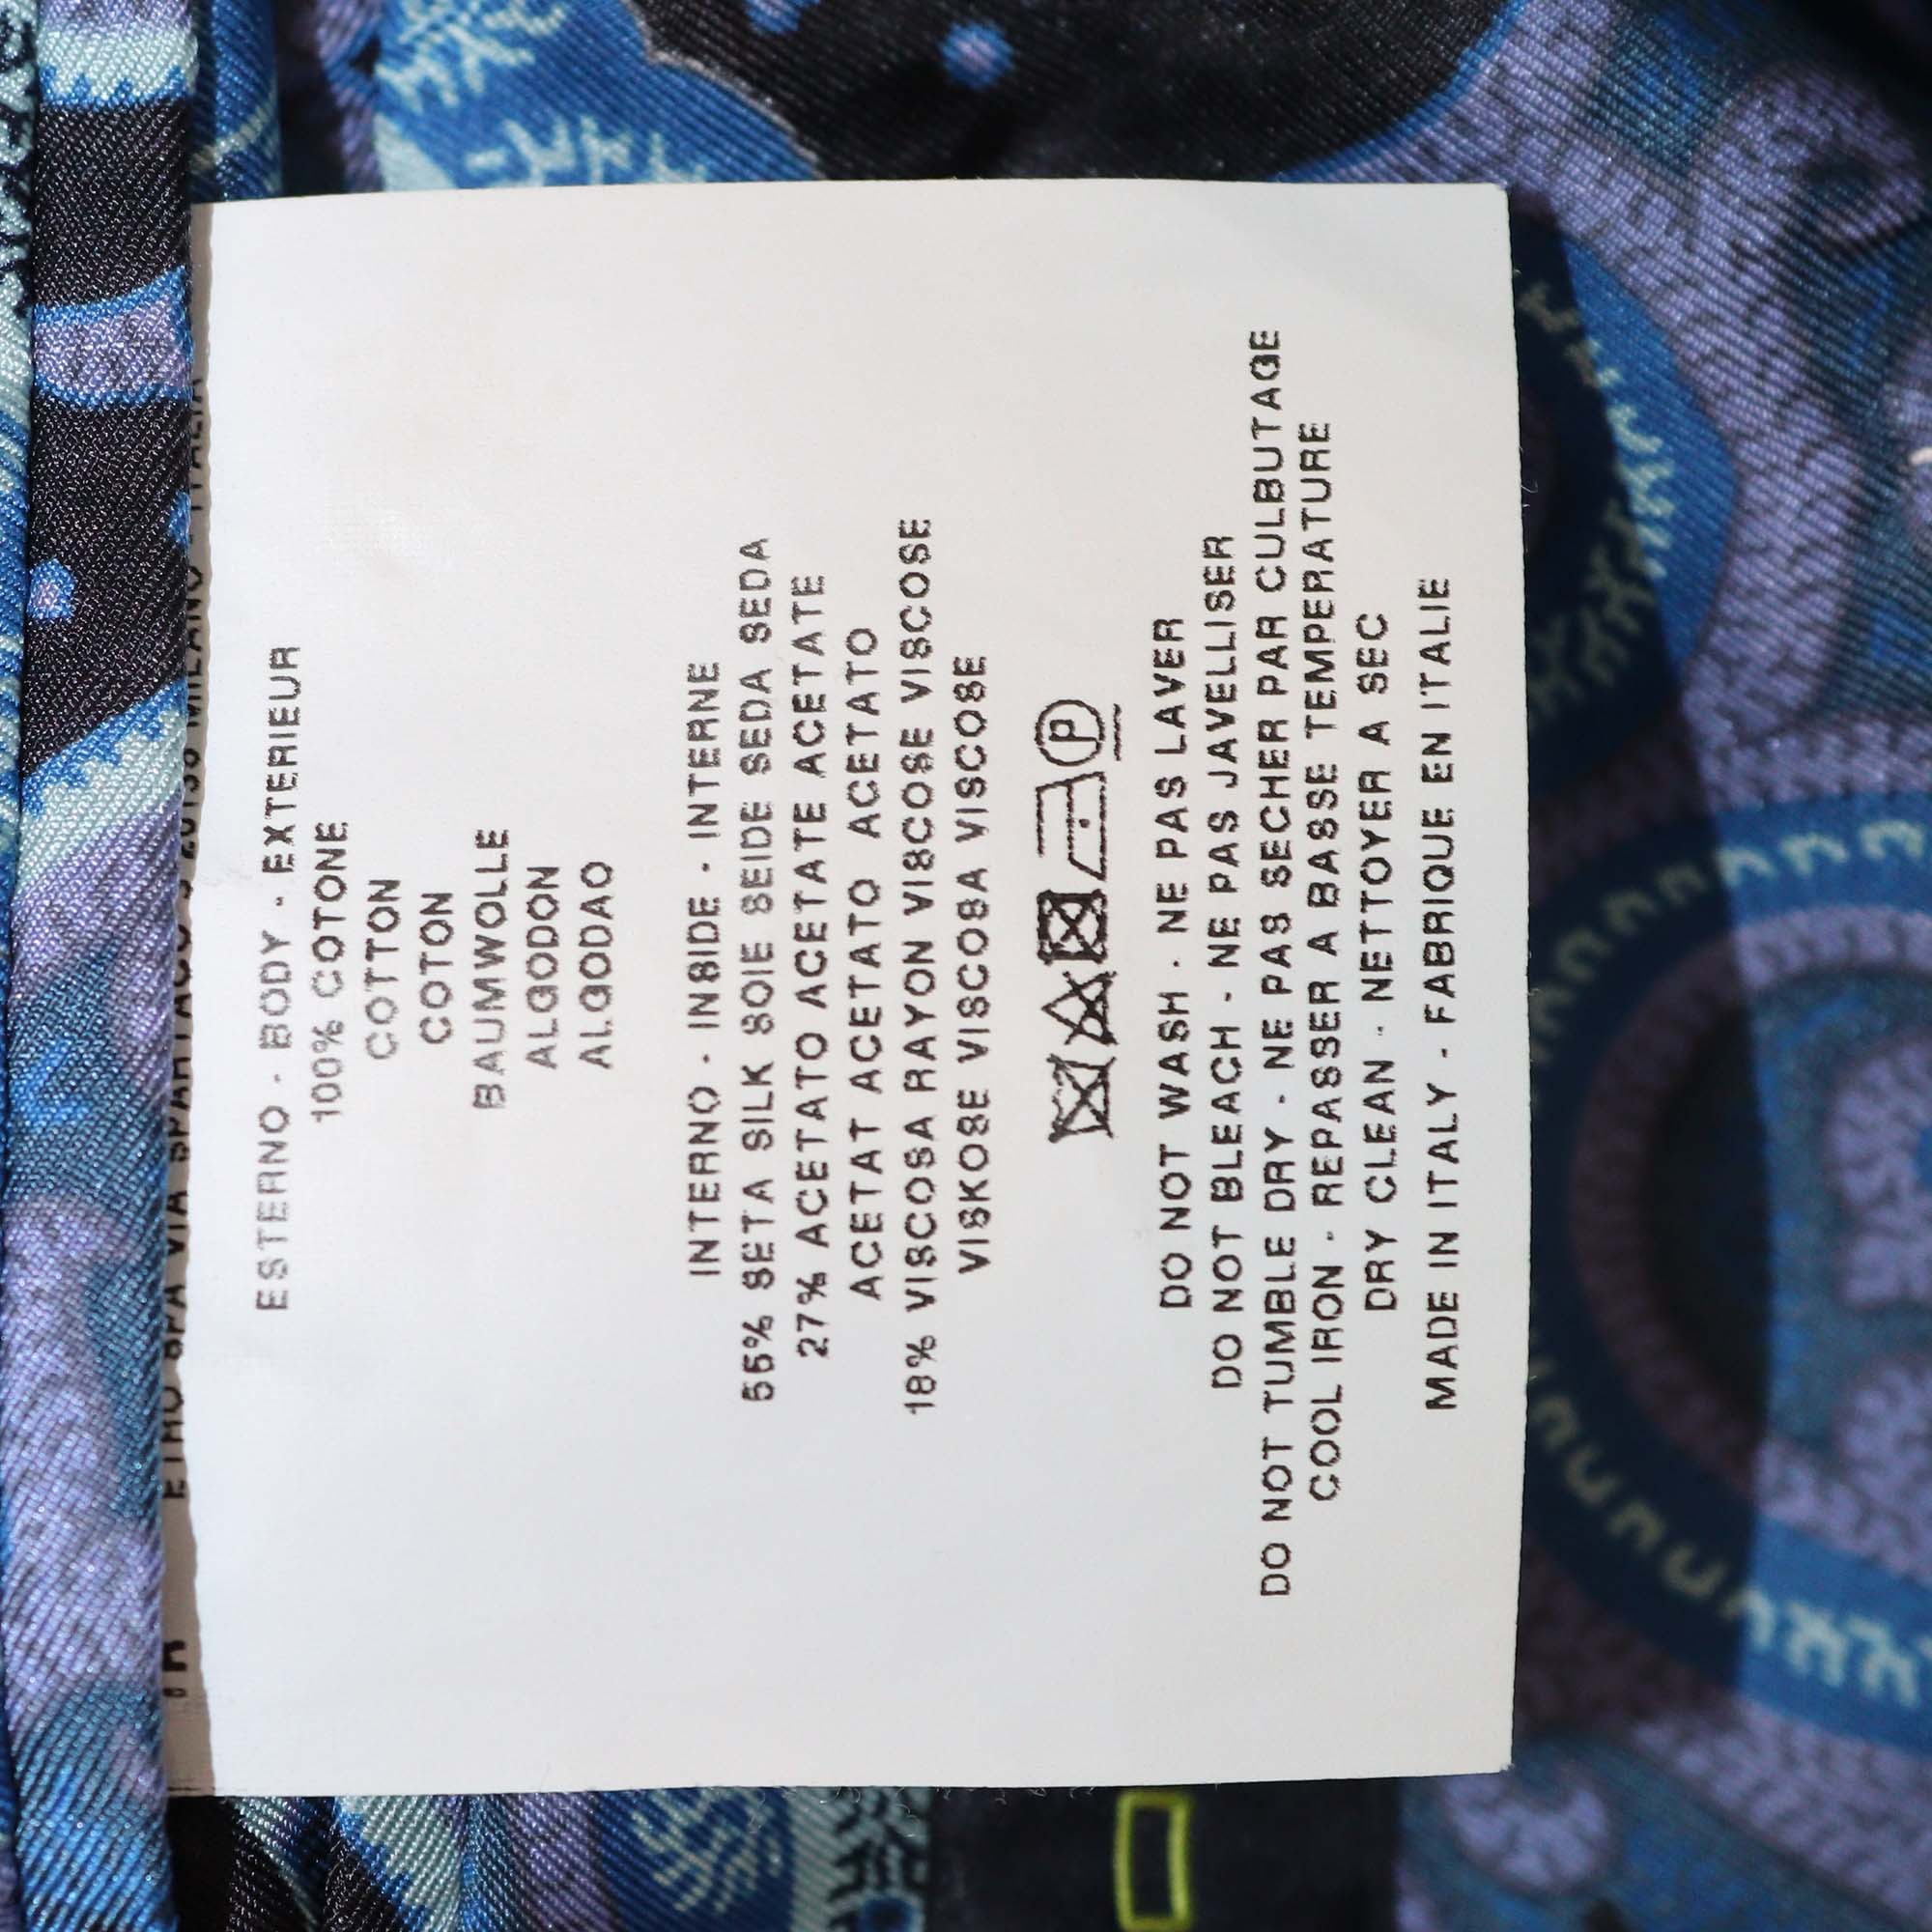 ETRO SPA VIA SPARTACO 3 20135 MILANO ITALIA
ESTERNO - BODY - EXTERIEUR
100% COTONE
COTTON
COTON
BAUMWOLLE
ALGODON
ALGODAO
INTERNO - INSIDE - INTERNE
55% SETA SILK SOIE SEIDE SEDA SEDA
27% ACETATO ACETATE ACETATE
ACETAT ACETATO ACETATO
18% VISCOSA RAYON VISCOSE VISCOSE
VISKOSE VISCOSA VISCOSE
P
DO NOT WASH - NE PAS LAVER
DO NOT BLEACH - NE PAS JAVELLISER
DO NOT TUMBLE DRY - NE PAS SECHER PAR CULBUTAGE
COOL IRON - REPASSER A BASSE TEMPERATURE
DRY CLEAN - NETTOYER A SEC
MADE IN ITALY - FABRIQUE EN ITALIE